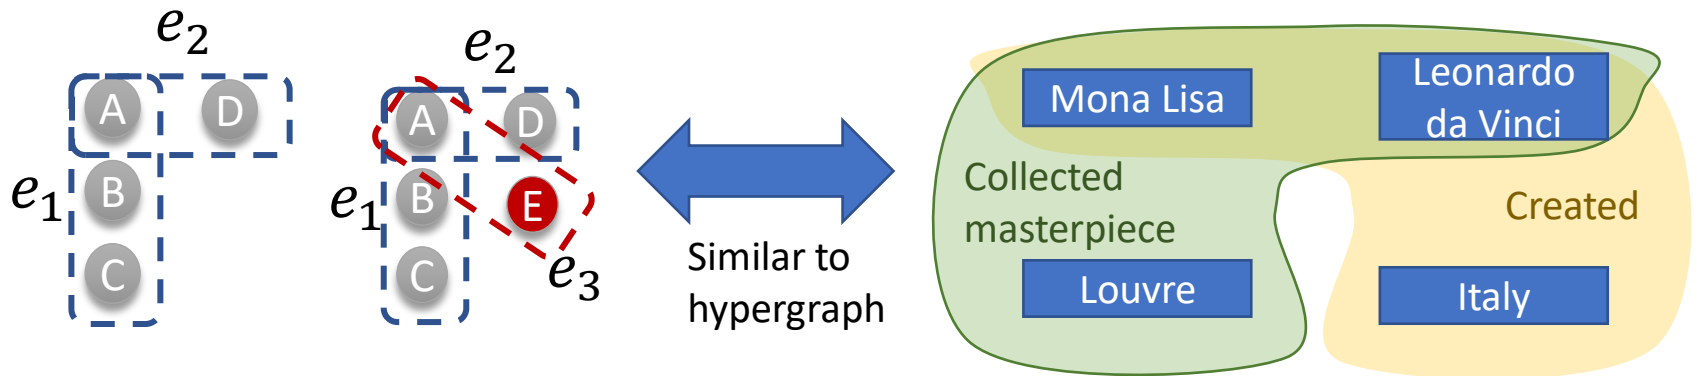 e₂
A D
e₁ B
C
e₂
A D
e₁ B E
C e₃
Similar to
hypergraph
Mona Lisa
Leonardo
da Vinci
Collected
masterpiece
Created
Louvre
Italy